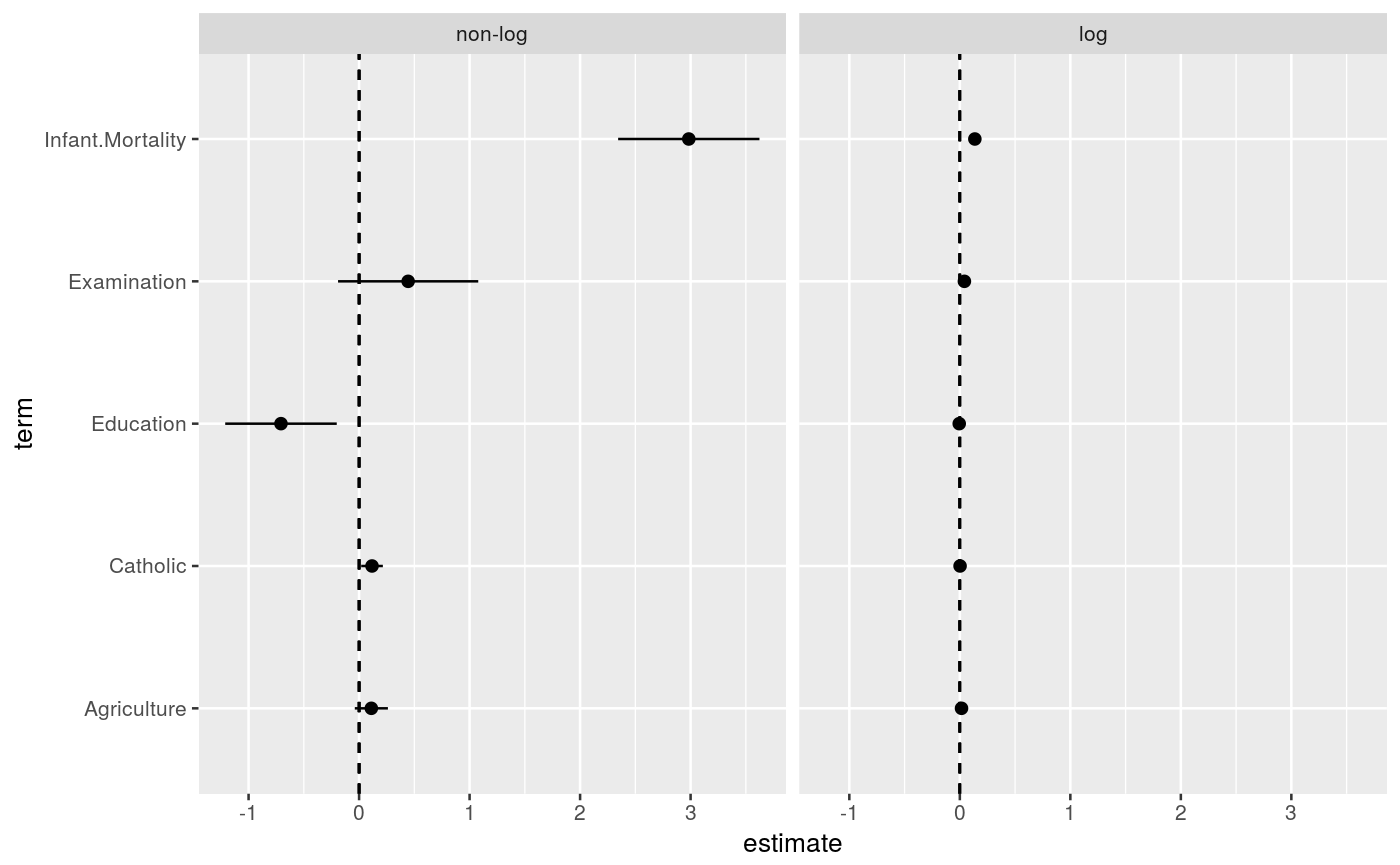 non-log
log
Infant.Mortality
Examination
Education
Catholic
Agriculture
term
-1 0 1 2 3
-1 0 1 2 3
estimate